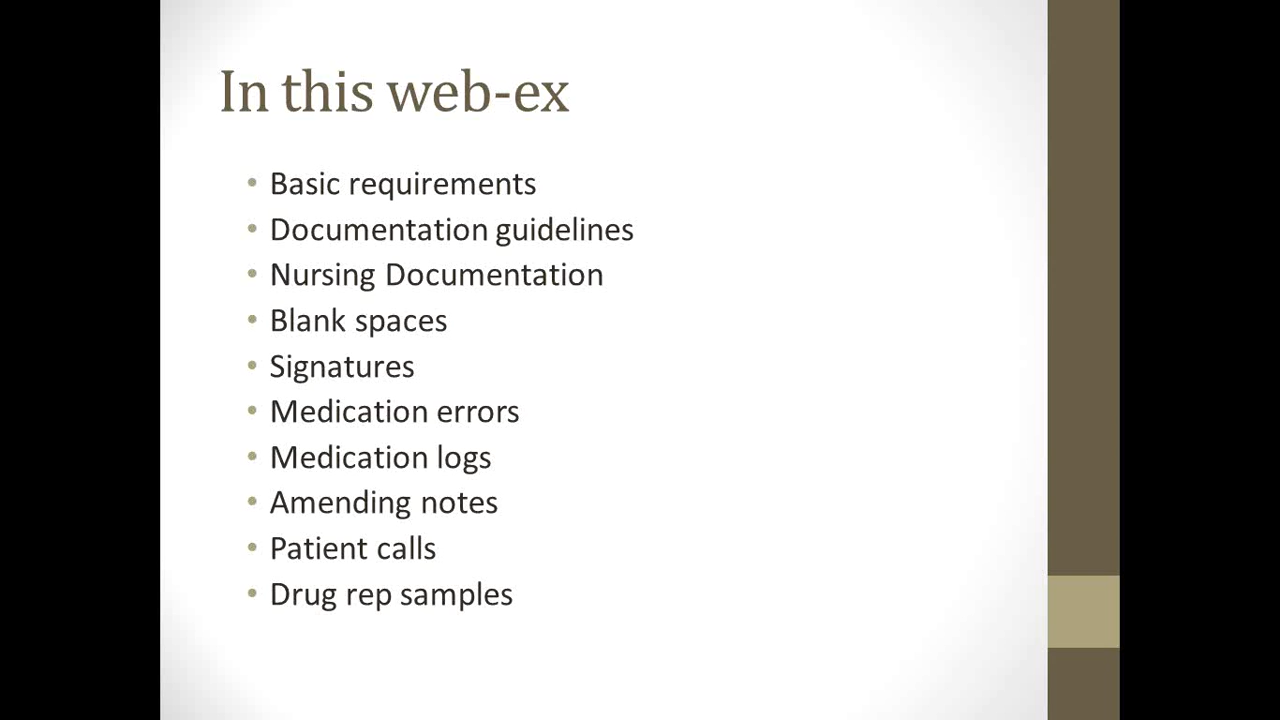 In this web-ex
• Basic requirements
• Documentation guidelines
• Nursing Documentation
• Blank spaces
• Signatures
• Medication errors
• Medication logs
• Amending notes
• Patient calls
• Drug rep samples